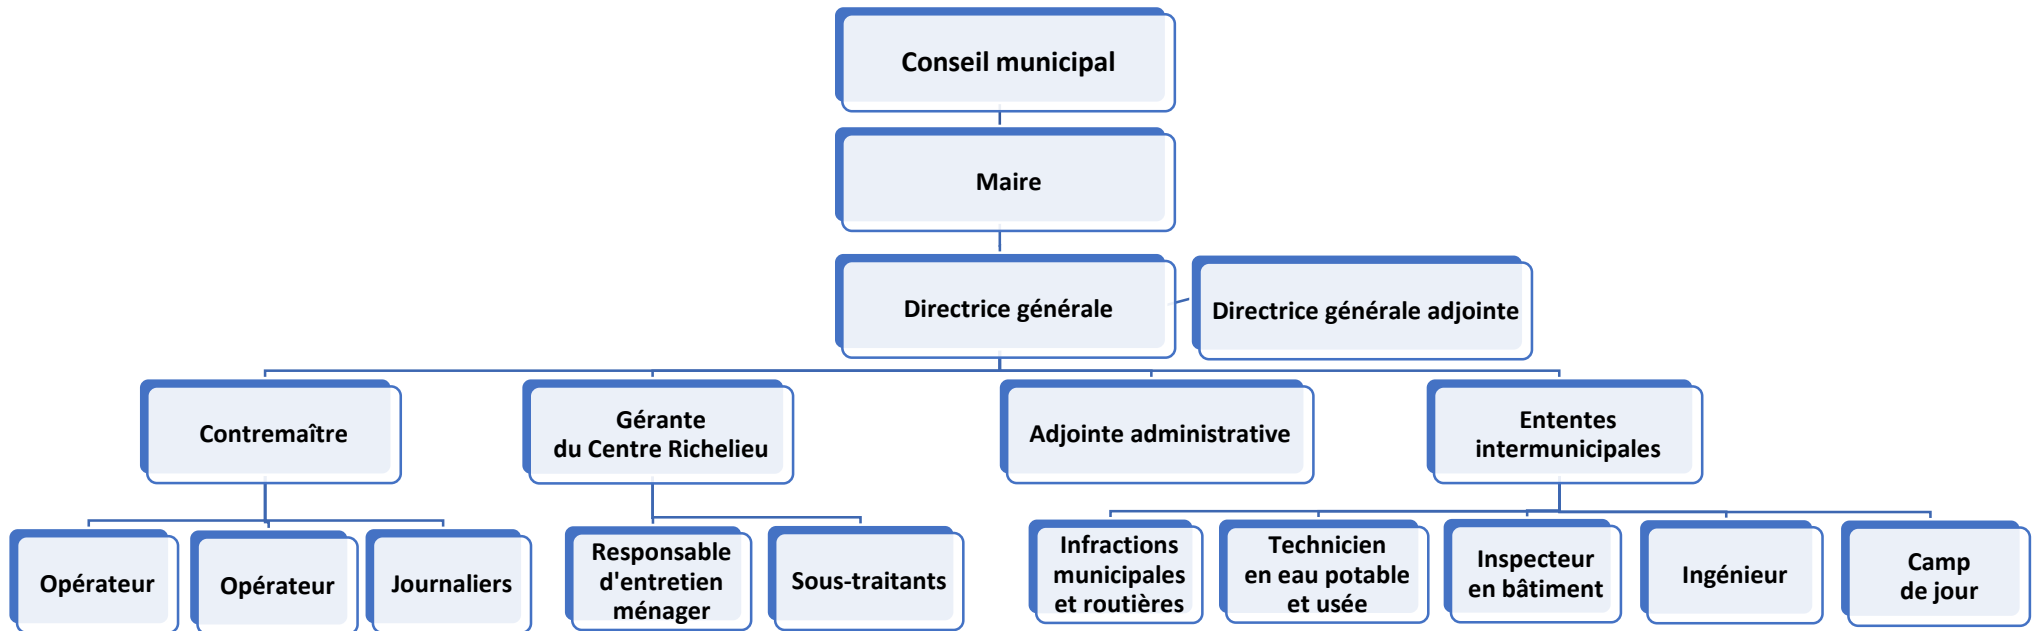 Conseil municipal
Maire
Directrice générale
Directrice générale adjointe
Contremaître
Gérante
du Centre Richelieu
Adjointe administrative
Ententes
intermunicipales
Opérateur
Opérateur
Journaliers
Responsable
d'entretien
ménager
Sous-traitants
Infractions
municipales
et routières
Technicien
en eau potable
et usée
Inspecteur
en bâtiment
Ingénieur
Camp
de jour